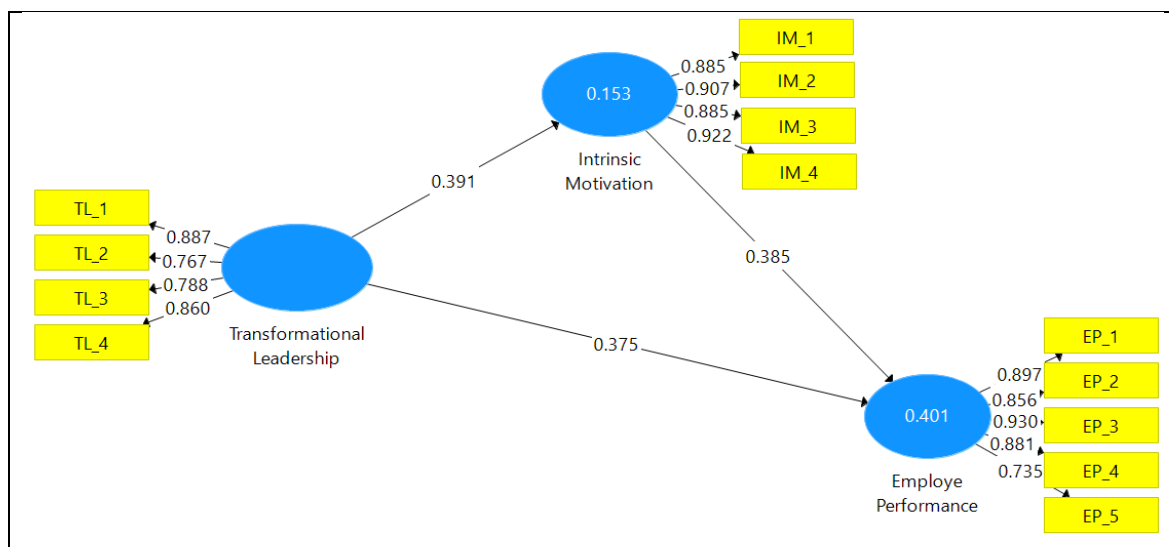 IM_1
0.885
IM_2
0.907
0.153
0.885
IM_3
0.922
IM_4
Intrinsic
Motivation
0.391
TL_1
0.887
TL_2
0.767
TL_3
0.788
0.860
TL_4
0.385
Transformational
Leadership
0.375
EP_1
0.897
EP_2
0.856
0.401
0.930
EP_3
0.881
EP_4
0.735
Employe
Performance
EP_5